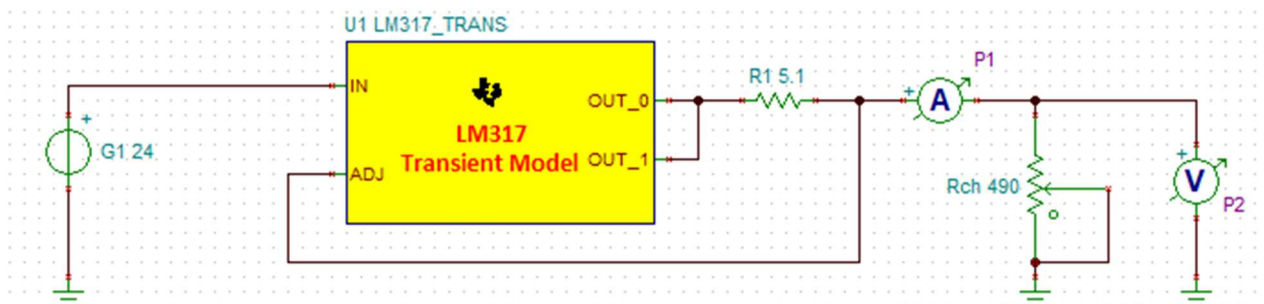 U1 LM317_TRANS
IN
ADJ
OUT_0
OUT_1
LM317
Transient Model
+
G1 24
R1 5.1
+
A
P1
Rch 490
+
V
P2